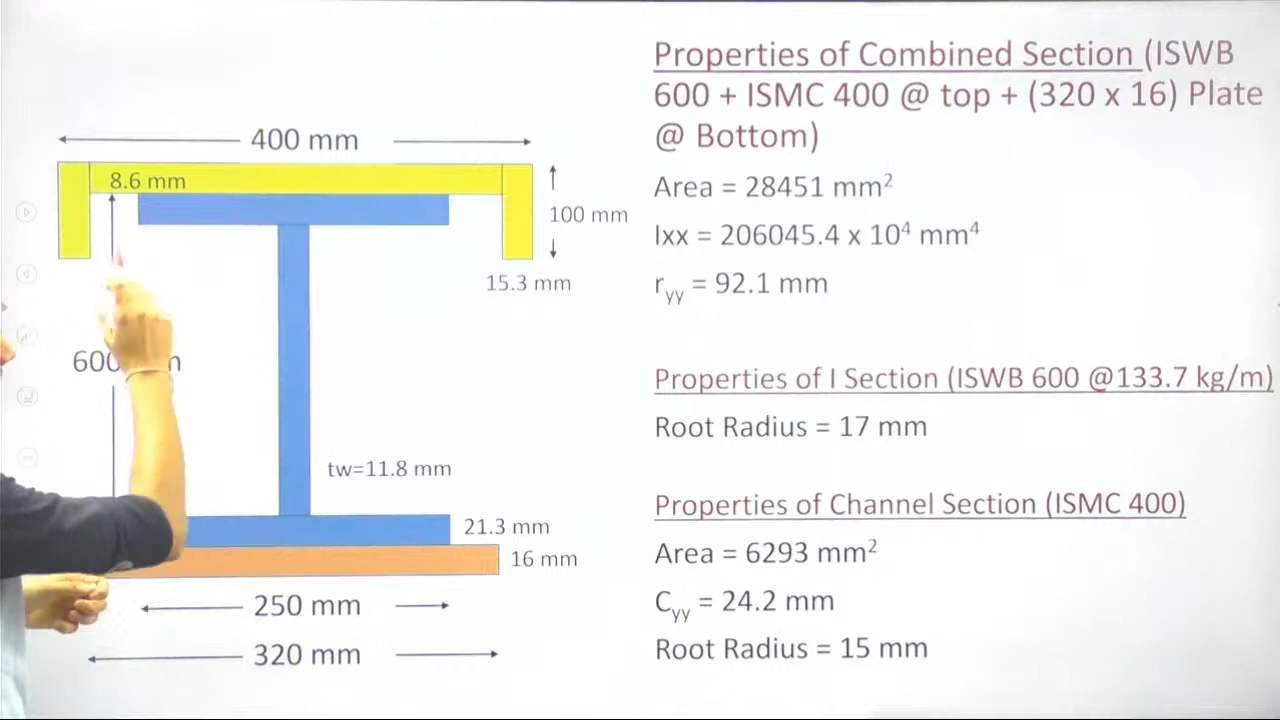 Properties of Combined Section (ISWB
600 + ISMC 400 @ top + (320 x 16) Plate
@ Bottom)
Area = 28451 mm²
Ixx = 206045.4 x 10⁴ mm⁴
ryy = 92.1 mm
Properties of I Section (ISWB 600 @133.7 kg/m)
Root Radius = 17 mm
Properties of Channel Section (ISMC 400)
Area = 6293 mm²
Cyy = 24.2 mm
Root Radius = 15 mm
400 mm
8.6 mm
100 mm
15.3 mm
tw=11.8 mm
21.3 mm
16 mm
250 mm
320 mm